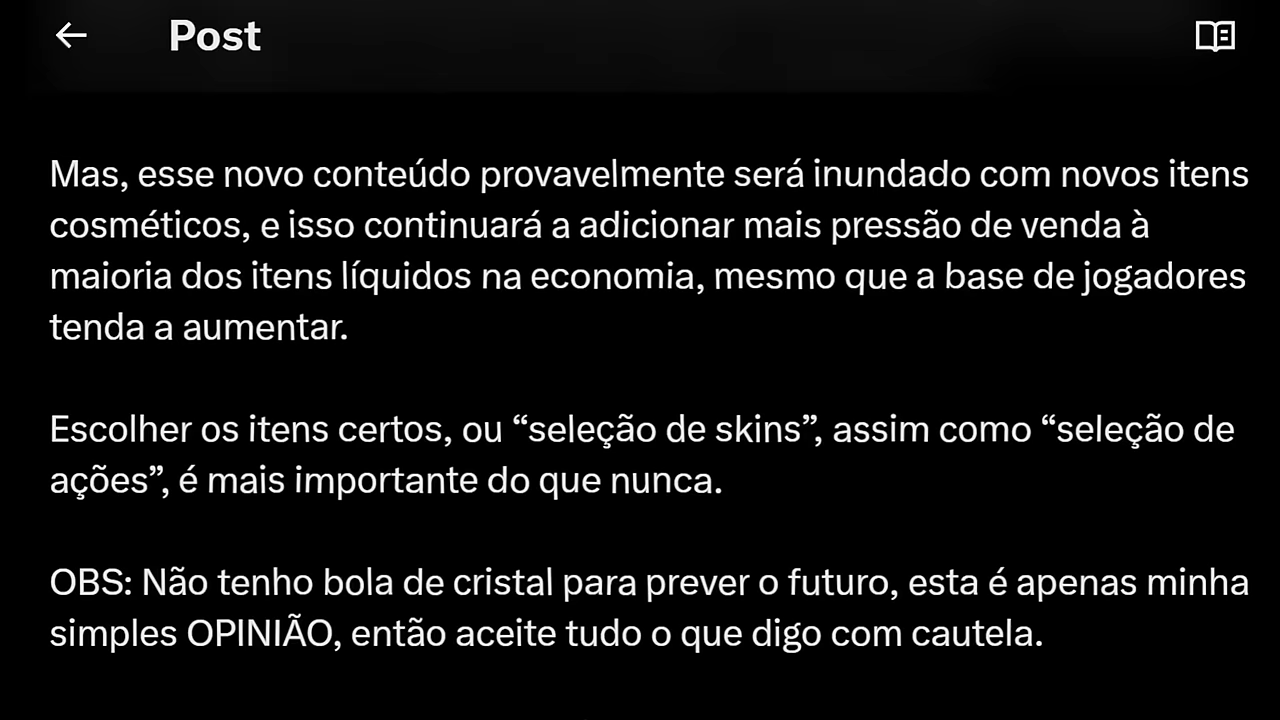 Post
Mas, esse novo conteúdo provavelmente será inundado com novos itens
cosméticos, e isso continuará a adicionar mais pressão de venda à
maioria dos itens líquidos na economia, mesmo que a base de jogadores
tenda a aumentar.
Escolher os itens certos, ou “seleção de skins”, assim como “seleção de
ações”, é mais importante do que nunca.
OBS: Não tenho bola de cristal para prever o futuro, esta é apenas minha
simples OPINIÃO, então aceite tudo o que digo com cautela.